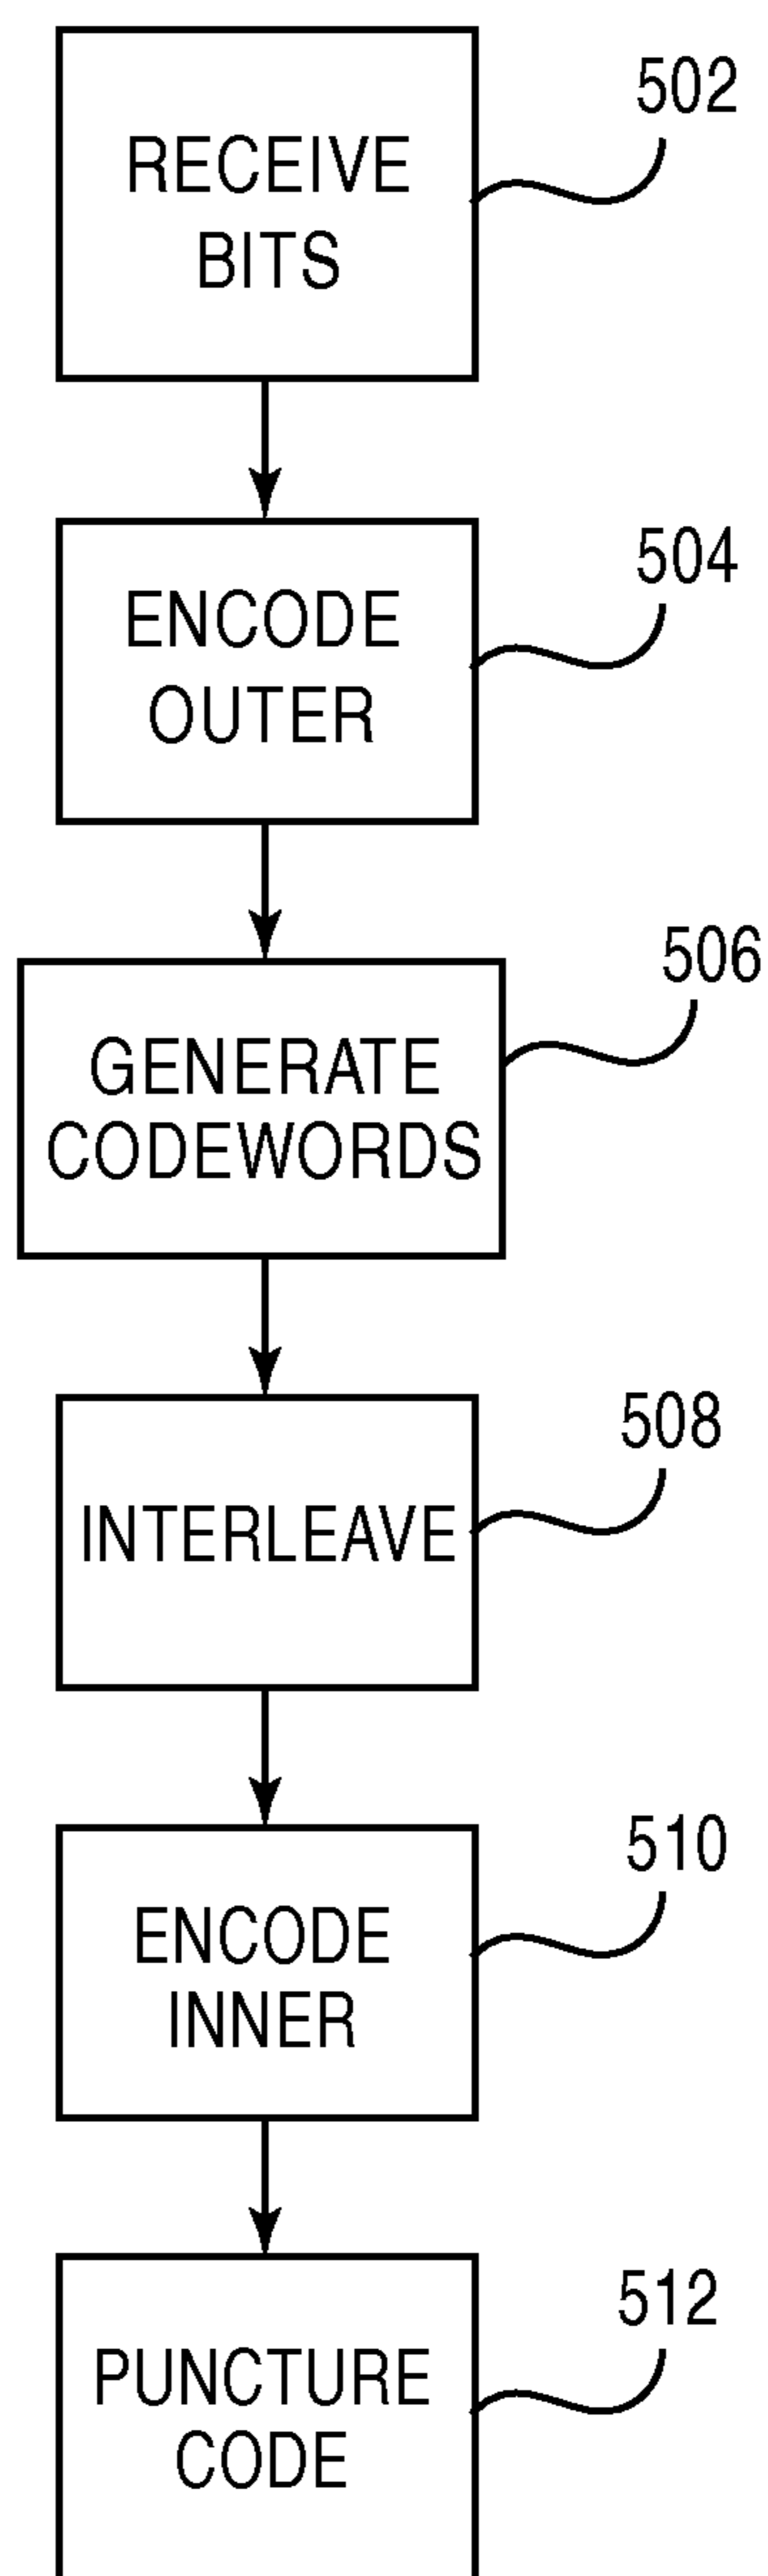 502
RECEIVE
BITS
504
ENCODE
OUTER
506
GENERATE
CODEWORDS
508
INTERLEAVE
510
ENCODE
INNER
512
PUNCTURE
CODE